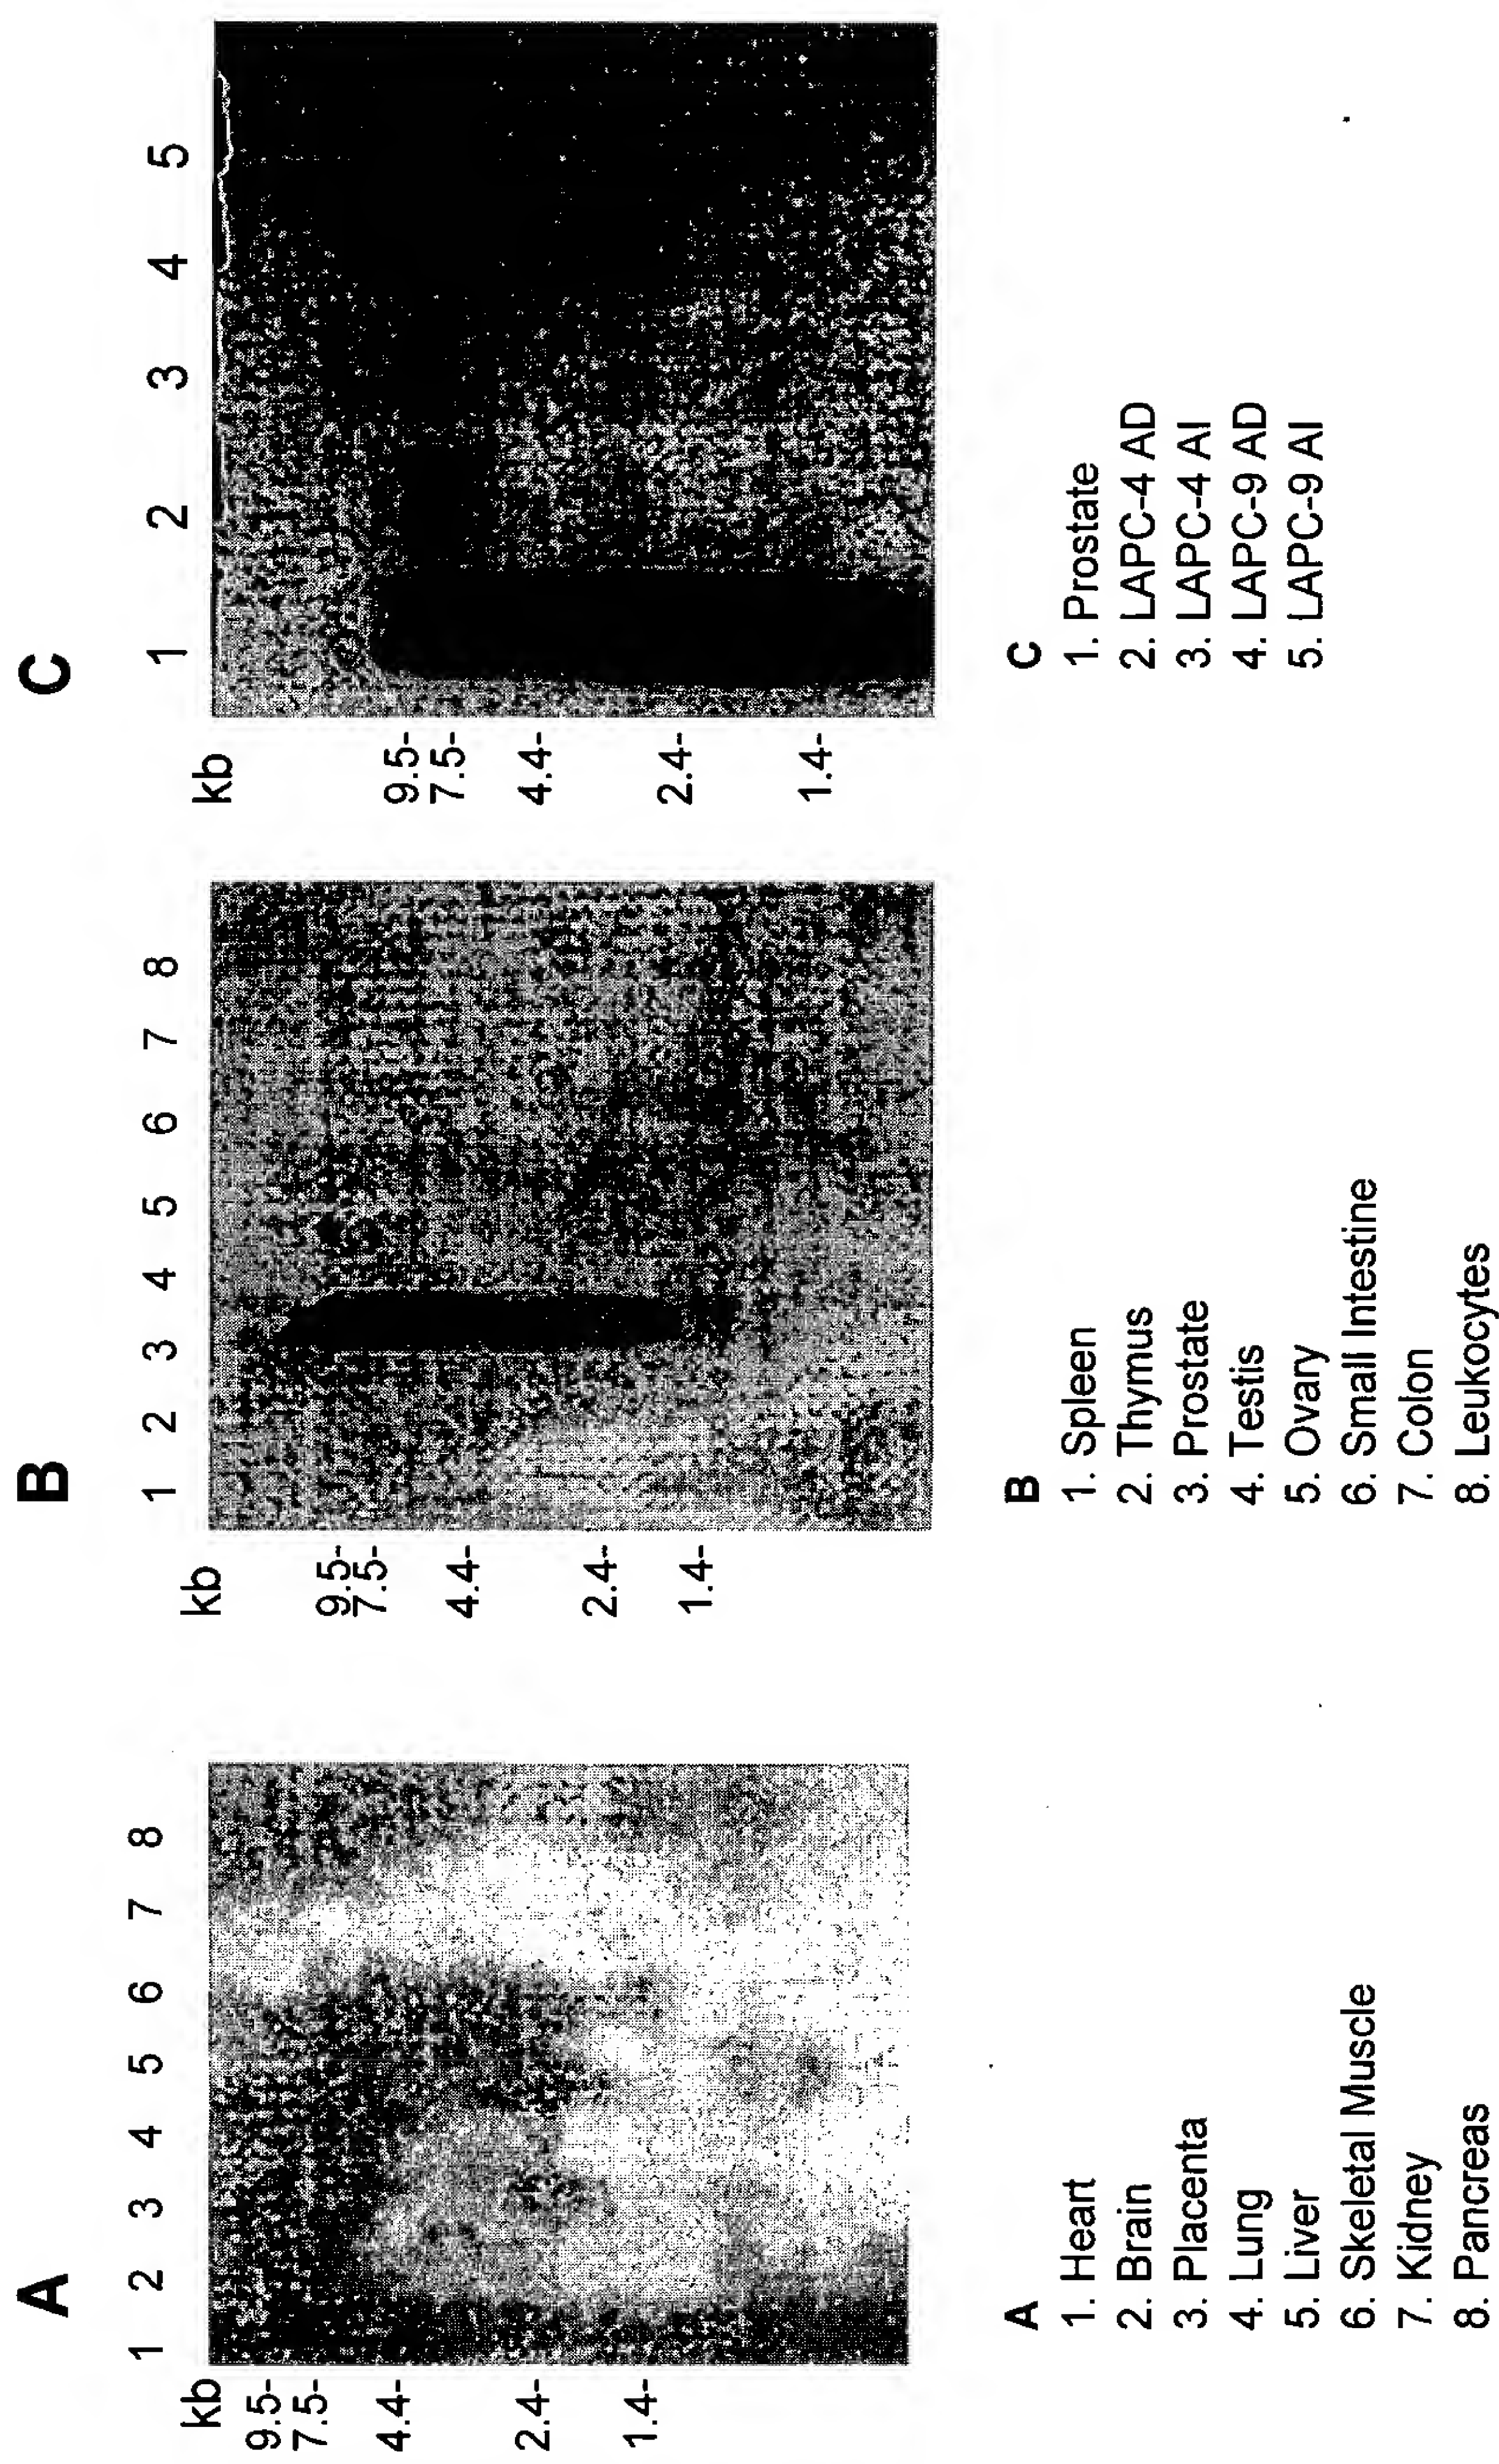 A
1 2 3 4 5 6 7 8
kb
9.5-
7.5-
4.4-
2.4-
1.4-
A
1. Heart
2. Brain
3. Placenta
4. Lung
5. Liver
6. Skeletal Muscle
7. Kidney
8. Pancreas
B
1 2 3 4 5 6 7 8
kb
9.5-
7.5-
4.4-
2.4-
1.4-
B
1. Spleen
2. Thymus
3. Prostate
4. Testis
5. Ovary
6. Small Intestine
7. Colon
8. Leukocytes
C
1 2 3 4 5
kb
9.5-
7.5-
4.4-
2.4-
1.4-
C
1. Prostate
2. LAPC-4 AD
3. LAPC-4 AI
4. LAPC-9 AD
5. LAPC-9 AI